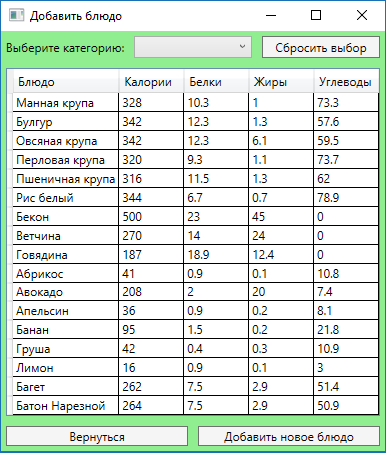 Добавить блюдо
Выберите категорию: Сбросить выбор
Блюдо Калории Белки Жиры Углеводы
Манная крупа 328 10.3 1 73.3
Булгур 342 12.3 1.3 57.6
Овсяная крупа 342 12.3 6.1 59.5
Перловая крупа 320 9.3 1.1 73.7
Пшеничная крупа 316 11.5 1.3 62
Рис белый 344 6.7 0.7 78.9
Бекон 500 23 45 0
Ветчина 270 14 24 0
Говядина 187 18.9 12.4 0
Абрикос 41 0.9 0.1 10.8
Авокадо 208 2 20 7.4
Апельсин 36 0.9 0.2 8.1
Банан 95 1.5 0.2 21.8
Груша 42 0.4 0.3 10.9
Лимон 16 0.9 0.1 3
Багет 262 7.5 2.9 51.4
Батон Нарезной 264 7.5 2.9 50.9
Вернуться Добавить новое блюдо